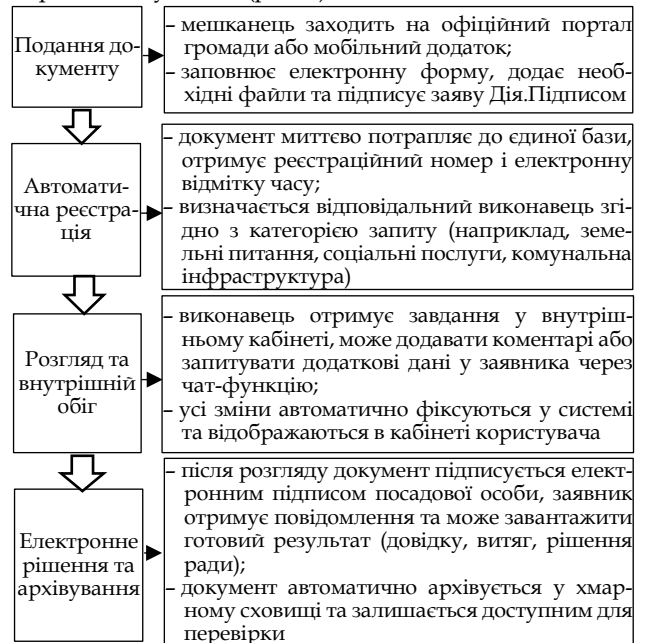 Подання до-
кументу
– мешканець заходить на офіційний портал
громади або мобільний додаток;
– заповнює електронну форму, додає необ-
хідні файли та підписує заяву Дія.Підписом
Автомати-
чна реєстра-
ція
– документ миттєво потрапляє до єдиної бази,
отримує реєстраційний номер і електронну
відмітку часу;
– визначається відповідальний виконавець згі-
дно з категорією запиту (наприклад, земе-
льні питання, соціальні послуги, комунальна
інфраструктура)
Розгляд та
внутрішній
обіг
– виконавець отримує завдання у внутріш-
ньому кабінеті, може додавати коментарі або
запитувати додаткові дані у заявника через
чат-функцію;
– усі зміни автоматично фіксуються у системі
та відображаються в кабінеті користувача
Електронне
рішення та
архівування
– після розгляду документ підписується елект-
ронним підписом посадової особи, заявник
отримує повідомлення та може завантажити
готовий результат (довідку, витяг, рішення
ради);
– документ автоматично архівується у хмар-
ному сховищі та залишається доступним для
перевірки